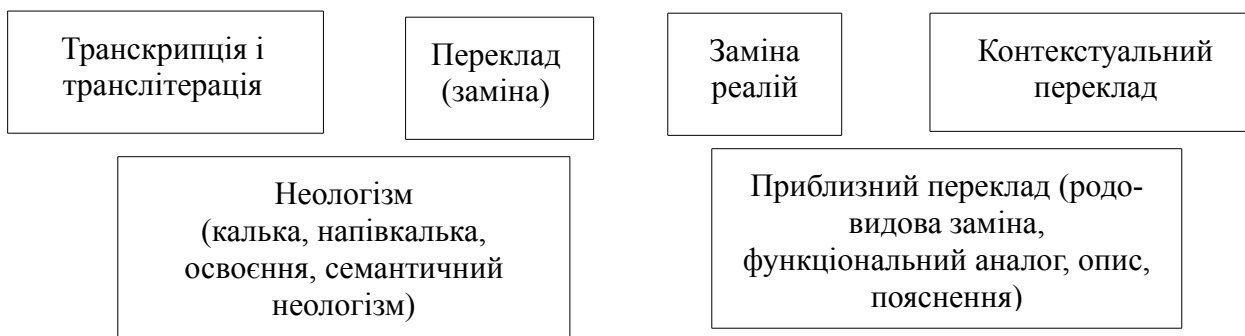 Транскрипція і
транслітерація
Переклад
(заміна)
Заміна
реалій
Контекстуальний
переклад
Неологізм
(калька, напівкалька,
освоєння, семантичний
неологізм)
Приблизний переклад (родо-
видова заміна,
функціональний аналог, опис,
пояснення)